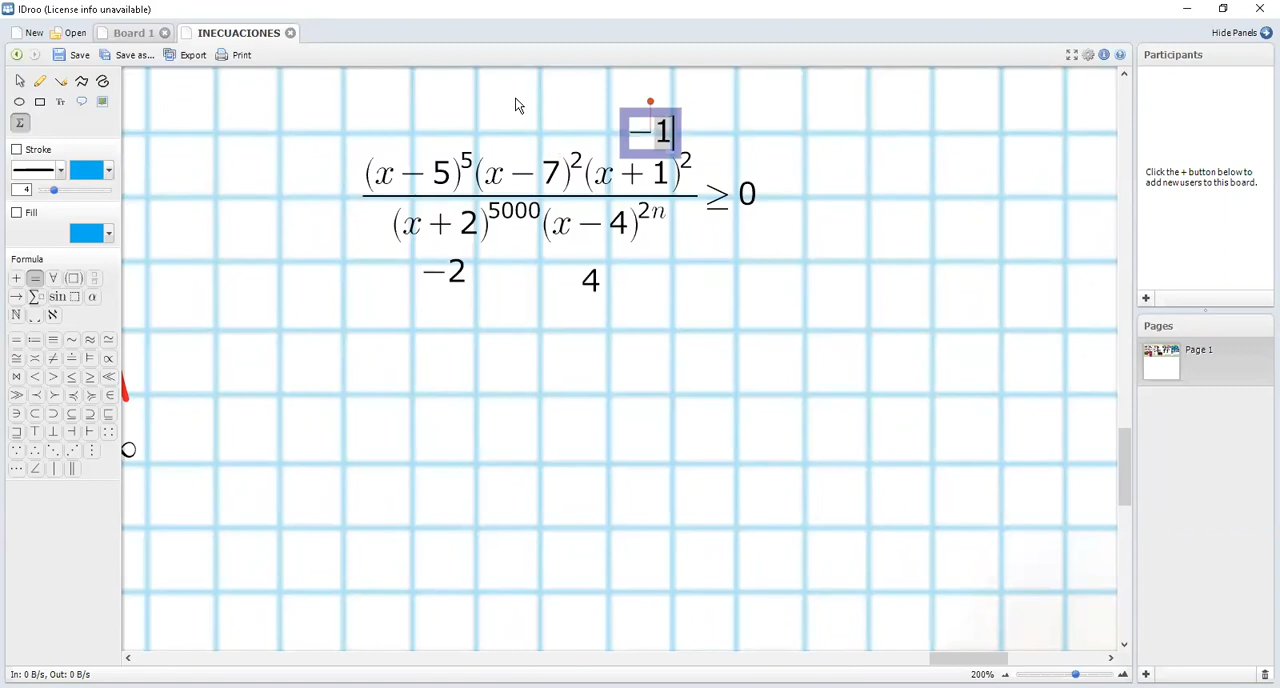 IDroo (License info unavailable)
New Open Board 1 INECUACIONES Hide Panels
Save Save as... Export Print
Participants
Click the + button below to
add new users to this board.
Stroke
4
Fill
Formula
+ = ∀ (□)
→ ∑□ sin □ α
ℕ ℵ
= ≡ ~ ≈ ≃
≅ ≍ ≠ ≐ ⊨ ∝
⋈ < > ≤ ≥ ≪
≫ ≺ ≻ ⪯ ⪰ ∈
∋ ⊂ ⊃ ⊆ ⊇ ⊏
⊒ ⊤ ⊥ ⊣ ⊢ ∷
∵ ∴ ⋱ ⋰ ⋮
⋯ ∠ | ∥
−1
(x − 5)^5 (x − 7)^2 (x + 1)^2
≥ 0
(x + 2)^5000 (x − 4)^2n
−2 4
Pages
Page 1
In: 0 B/s, Out: 0 B/s
200%